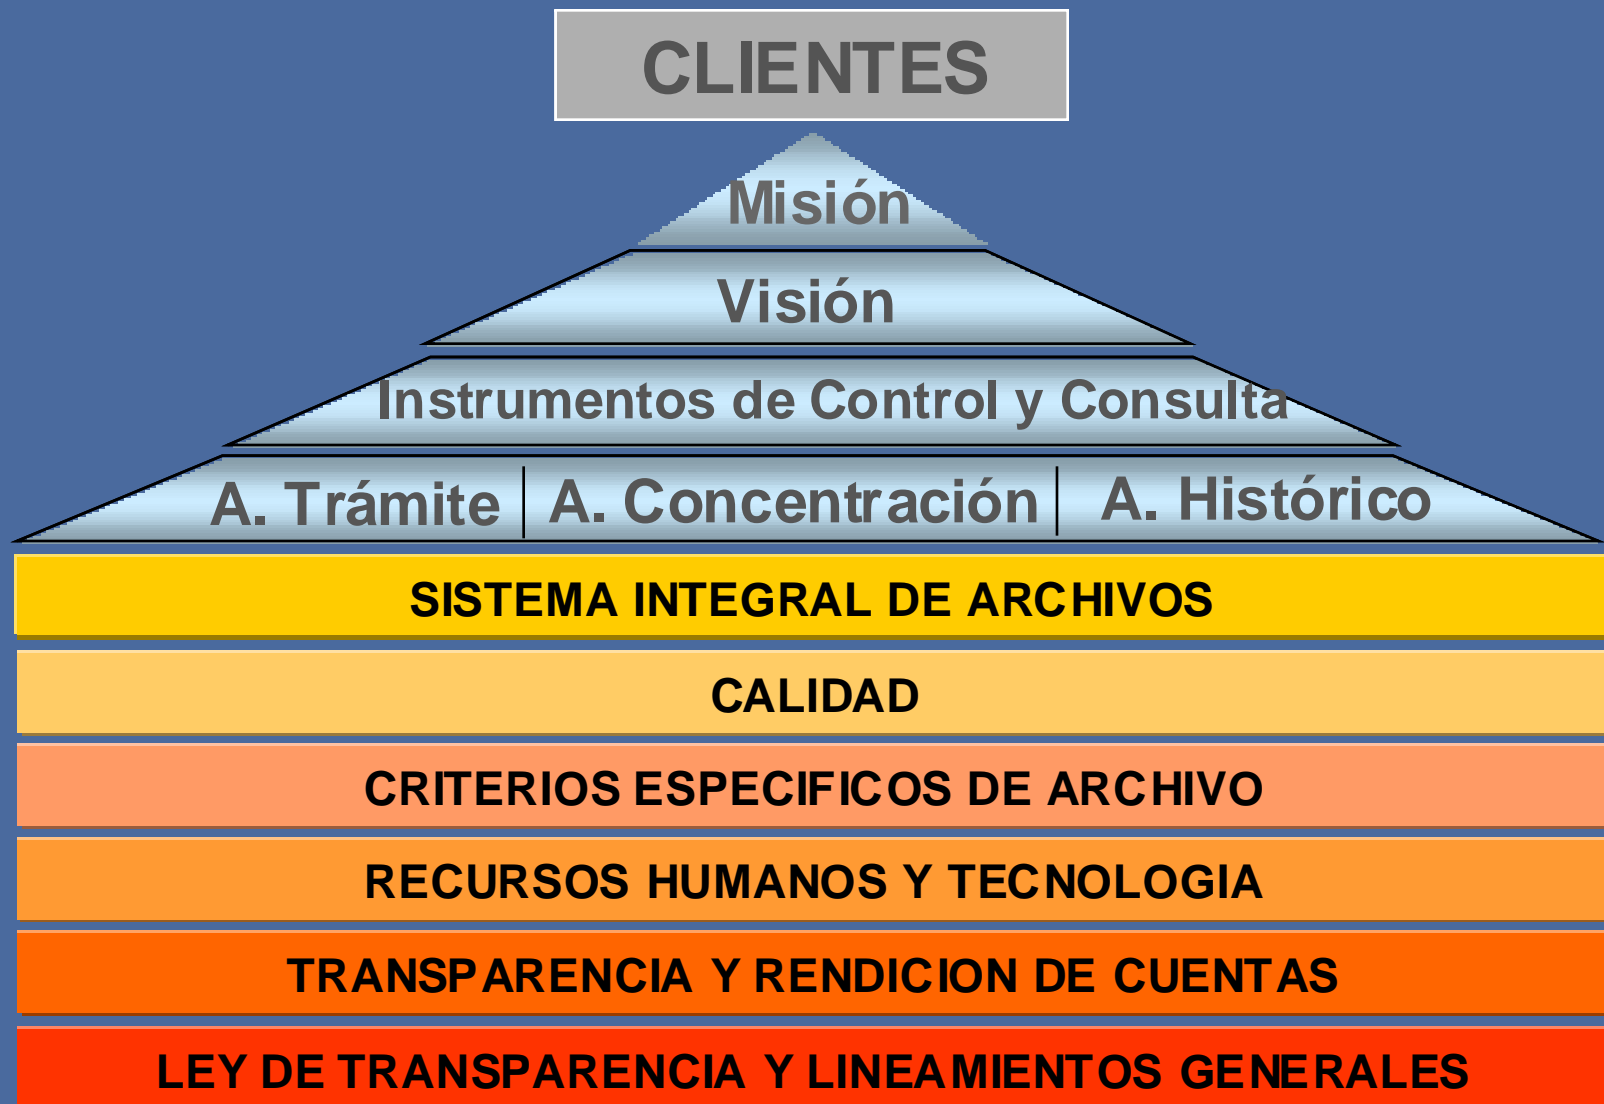 CLIENTES
Misión
Visión
Instrumentos de Control y Consulta
A. Trámite A. Concentración A. Histórico
SISTEMA INTEGRAL DE ARCHIVOS
CALIDAD
CRITERIOS ESPECIFICOS DE ARCHIVO
RECURSOS HUMANOS Y TECNOLOGIA
TRANSPARENCIA Y RENDICION DE CUENTAS
LEY DE TRANSPARENCIA Y LINEAMIENTOS GENERALES